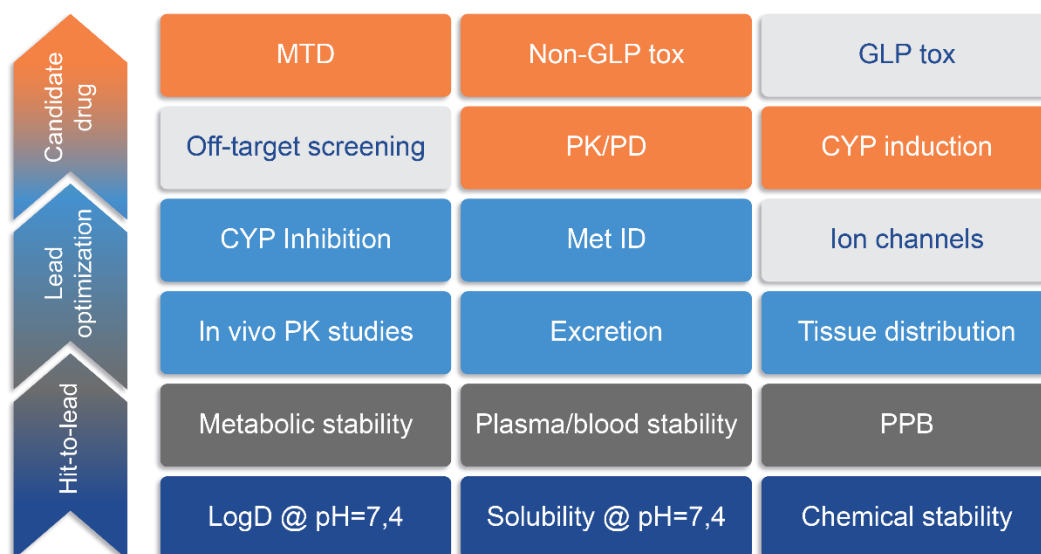 Candidate
drug
MTD
Non-GLP tox
GLP tox
Off-target screening
PK/PD
CYP induction
Lead
optimization
CYP Inhibition
Met ID
Ion channels
In vivo PK studies
Excretion
Tissue distribution
Hit-to-lead
Metabolic stability
Plasma/blood stability
PPB
LogD @ pH=7,4
Solubility @ pH=7,4
Chemical stability